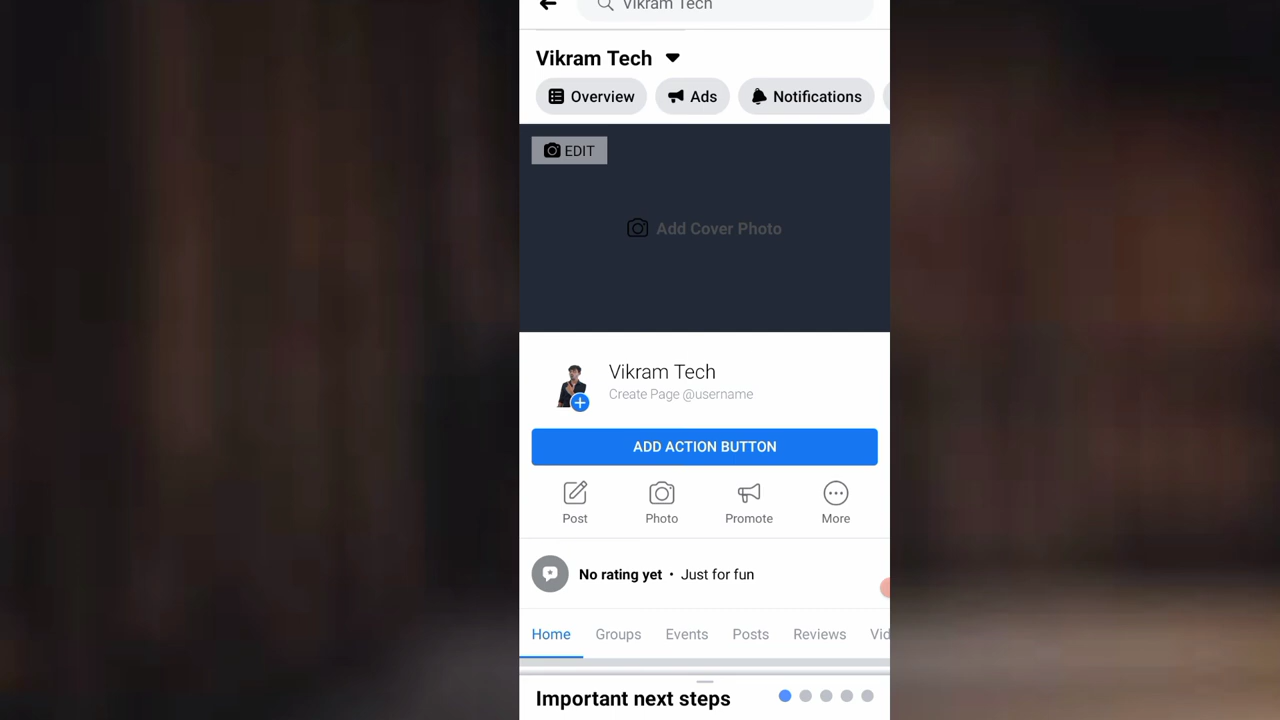 Vikram Tech
Vikram Tech
Overview Ads Notifications
EDIT
Add Cover Photo
Vikram Tech
Create Page @username
ADD ACTION BUTTON
Post Photo Promote More
No rating yet • Just for fun
Home Groups Events Posts Reviews Vid
Important next steps